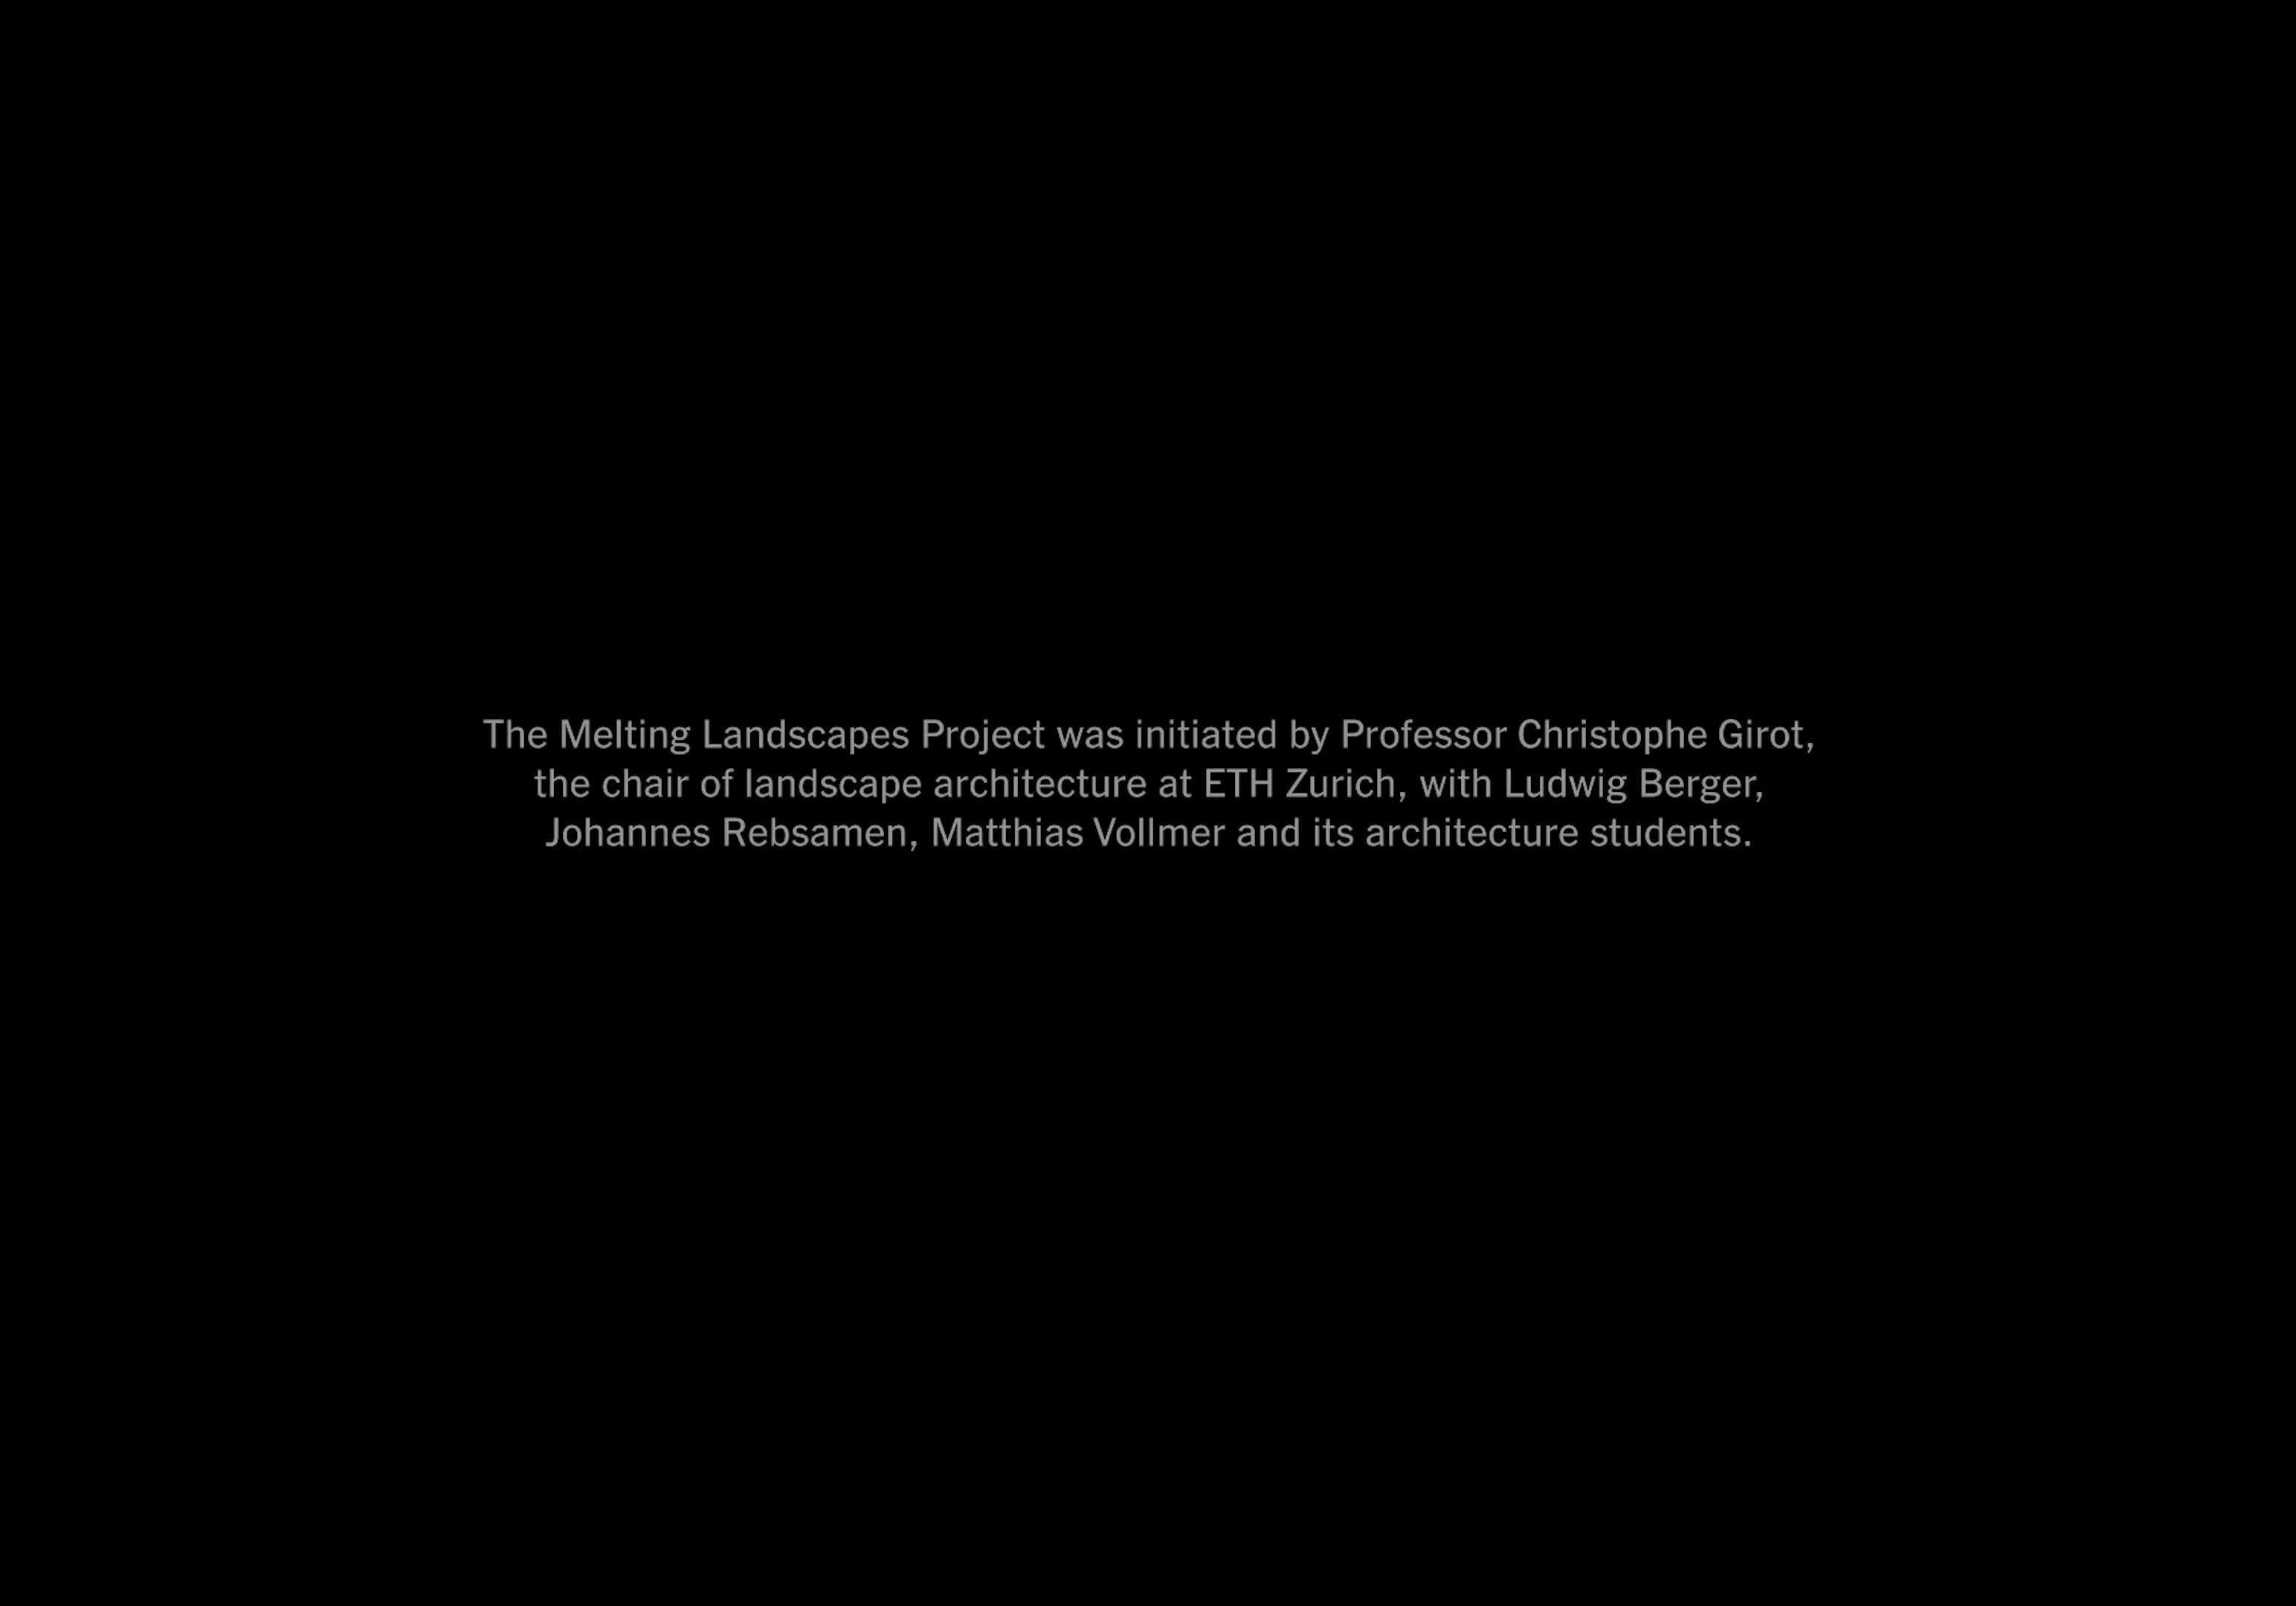 The Melting Landscapes Project was initiated by Professor Christophe Girot,
the chair of landscape architecture at ETH Zurich, with Ludwig Berger,
Johannes Rebsamen, Matthias Vollmer and its architecture students.